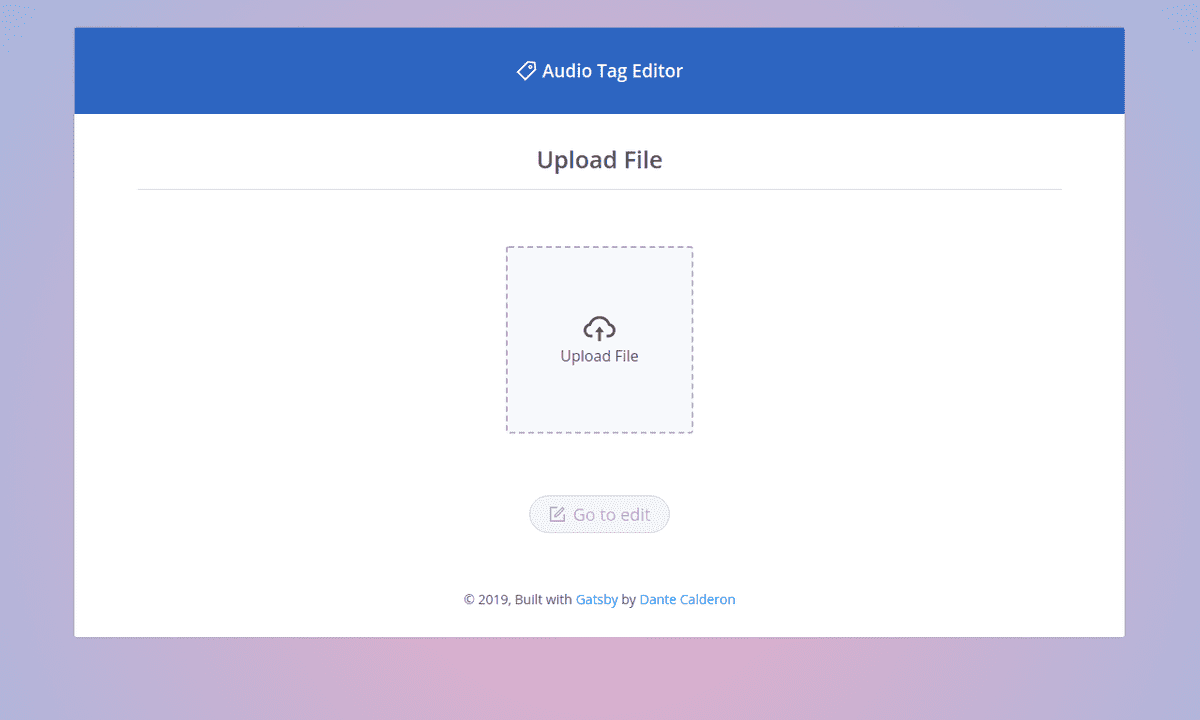 Audio Tag Editor
Upload File
Upload File
Go to edit
© 2019, Built with Gatsby by Dante Calderon